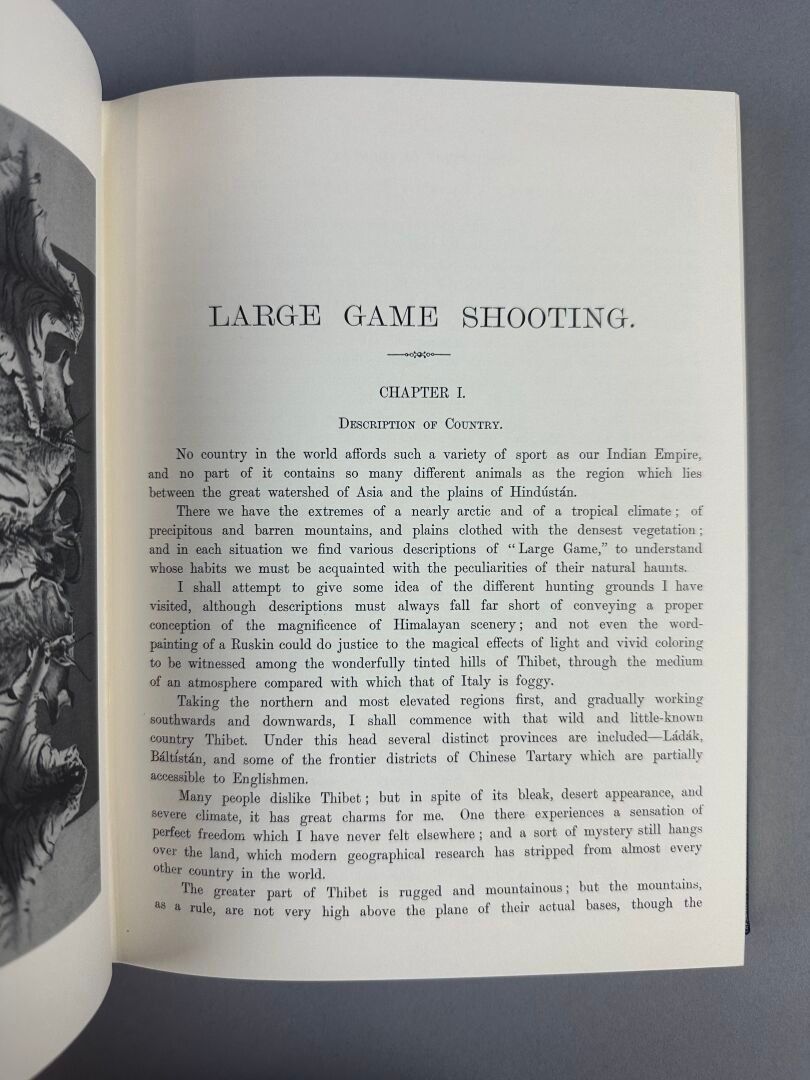 LARGE GAME SHOOTING.
CHAPTER I.
DESCRIPTION OF COUNTRY.
No country in the world affords such a variety of sport as our Indian Empire,
and no part of it contains so many different animals as the region which lies
between the great watershed of Asia and the plains of Hindústán.
There we have the extremes of a nearly arctic and of a tropical climate; of
precipitous and barren mountains, and plains clothed with the densest vegetation;
and in each situation we find various descriptions of "Large Game," to understand
whose habits we must be acquainted with the peculiarities of their natural haunts.
I shall attempt to give some idea of the different hunting grounds I have
visited, although descriptions must always fall far short of conveying a proper
conception of the magnificence of Himalayan scenery; and not even the word-
painting of a Ruskin could do justice to the magical effects of light and vivid coloring
to be witnessed among the wonderfully tinted hills of Thibet, through the medium
of an atmosphere compared with which that of Italy is foggy.
Taking the northern and most elevated regions first, and gradually working
southwards and downwards, I shall commence with that wild and little-known
country Thibet. Under this head several distinct provinces are included—Ládák,
Báltístán, and some of the frontier districts of Chinese Tartary which are partially
accessible to Englishmen.
Many people dislike Thibet; but in spite of its bleak, desert appearance, and
severe climate, it has great charms for me. One there experiences a sensation of
perfect freedom which I have never felt elsewhere; and a sort of mystery still hangs
over the land, which modern geographical research has stripped from almost every
other country in the world.
The greater part of Thibet is rugged and mountainous; but the mountains,
as a rule, are not very high above the plane of their actual bases, though the